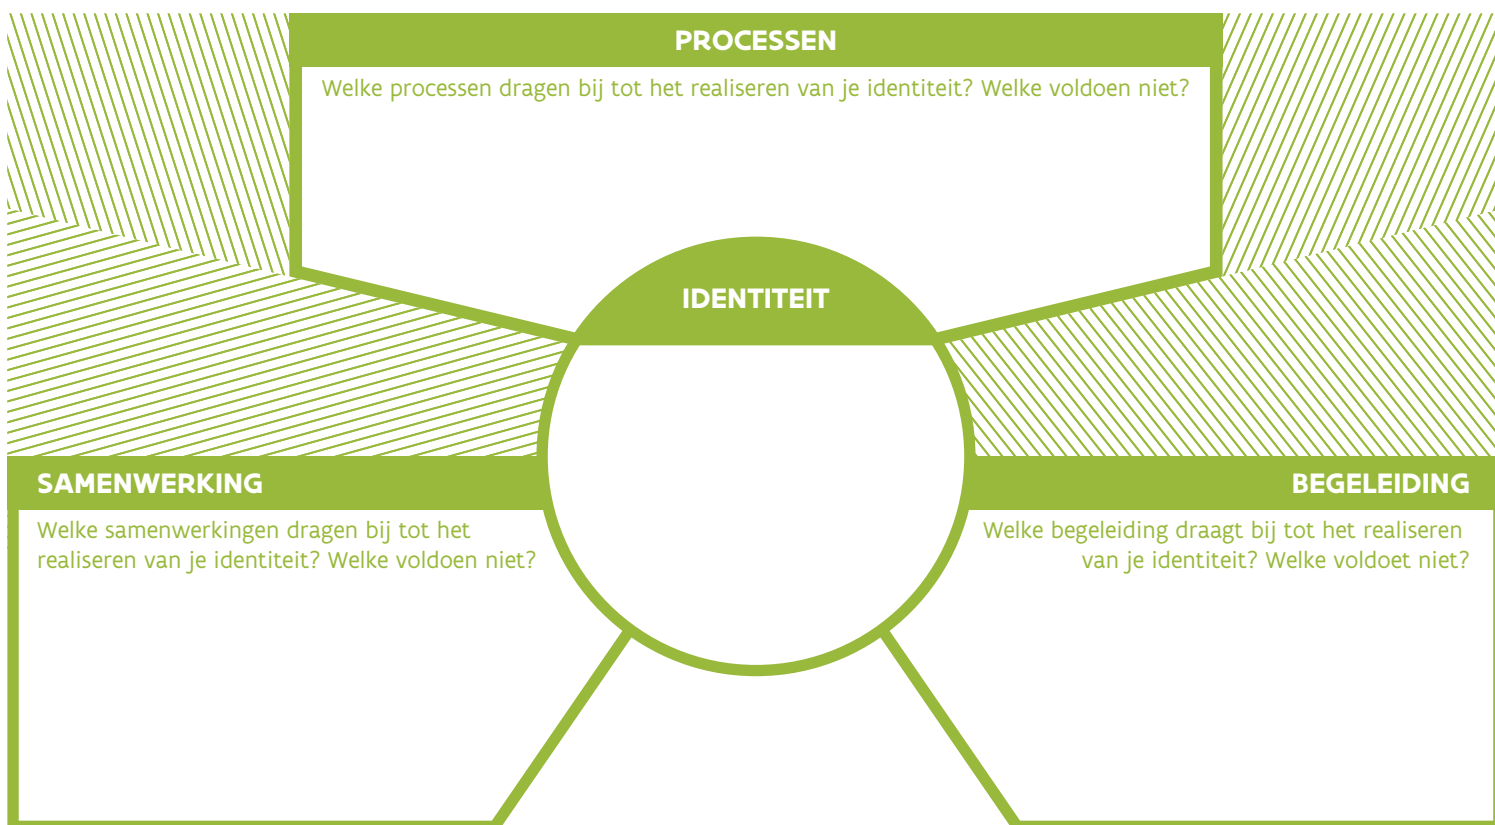 PROCESSEN
Welke processen dragen bij tot het realiseren van je identiteit? Welke voldoen niet?
IDENTITEIT
SAMENWERKING
Welke samenwerkingen dragen bij tot het
realiseren van je identiteit? Welke voldoen niet?
BEGELEIDING
Welke begeleiding draagt bij tot het realiseren
van je identiteit? Welke voldoet niet?